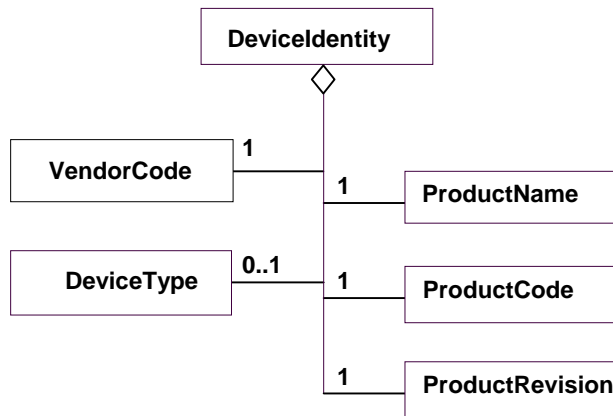 DeviceIdentity
1
VendorCode
1
ProductName
0..1
DeviceType
1
ProductCode
1
ProductRevision